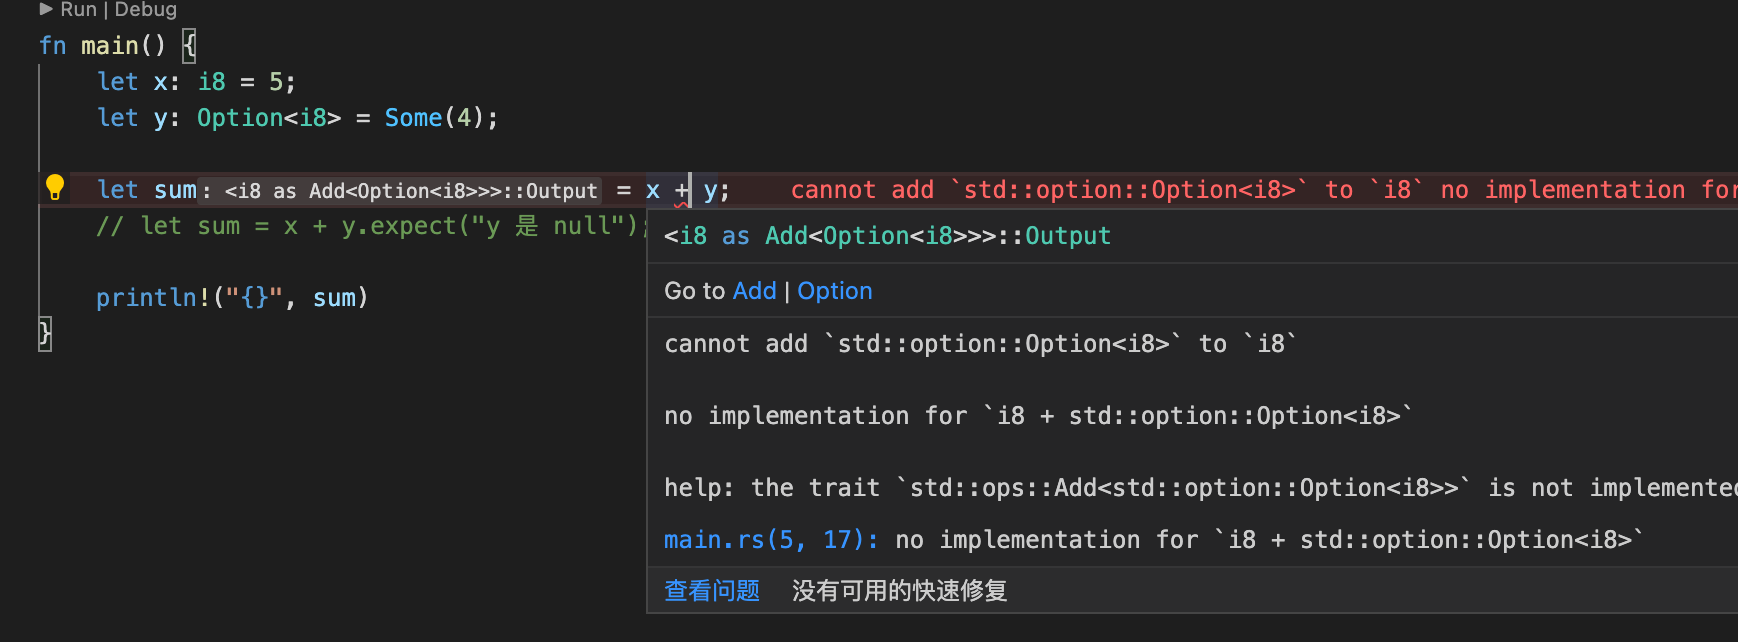 Run | Debug
fn main() {
let x: i8 = 5;
let y: Option<i8> = Some(4);
let sum: <i8 as Add<Option<i8>>>::Output = x + y; cannot add `std::option::Option<i8>` to `i8` no implementation for
// let sum = x + y.expect("y 是 null");
<i8 as Add<Option<i8>>>::Output
Go to Add | Option
println!("{}", sum)
}
cannot add `std::option::Option<i8>` to `i8`
no implementation for `i8 + std::option::Option<i8>`
help: the trait `std::ops::Add<std::option::Option<i8>>` is not implemented
main.rs(5, 17): no implementation for `i8 + std::option::Option<i8>`
查看问题 没有可用的快速修复